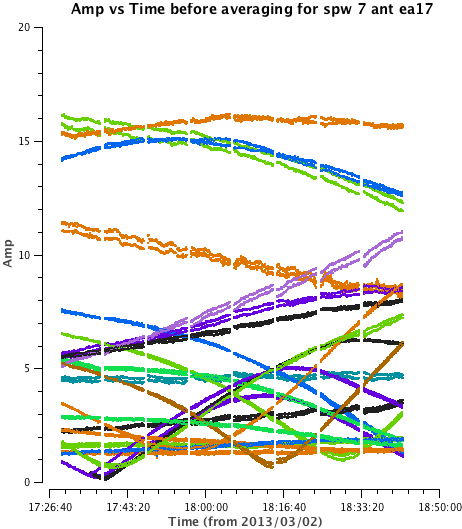 Amp vs Time before averaging for spw 7 ant ea17
20
15
10
5
0
Amp
17:26:40 17:43:20 18:00:00 18:16:40 18:33:20 18:50:00
Time (from 2013/03/02)